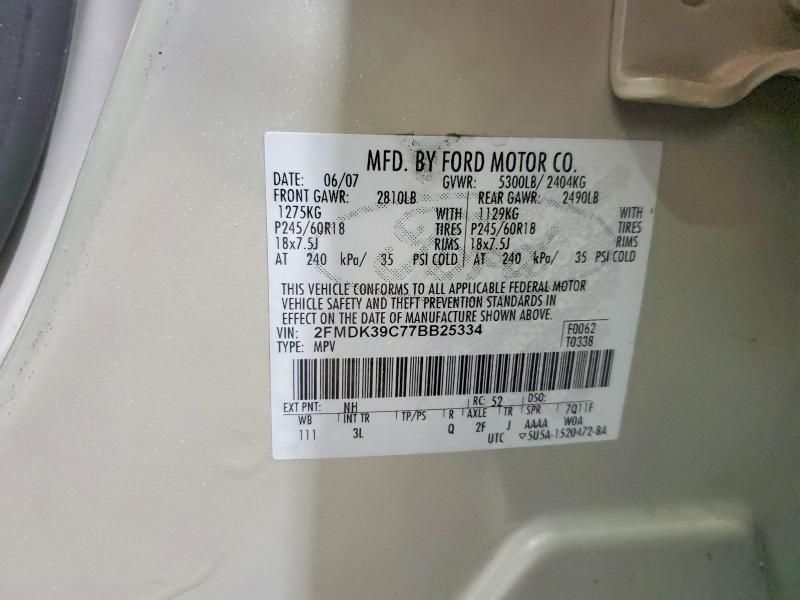 MFD. BY FORD MOTOR CO.
DATE: 06/07 GVWR: 5300LB/ 2404KG
FRONT GAWR: 2810LB REAR GAWR: 2490LB
1275KG WITH 1129KG WITH
P245/60R18 TIRES P245/60R18 TIRES
18x7.5J RIMS 18x7.5J RIMS
AT 240 kPa/ 35 PSI COLD AT 240 kPa/ 35 PSI COLD
THIS VEHICLE CONFORMS TO ALL APPLICABLE FEDERAL MOTOR
VEHICLE SAFETY AND THEFT PREVENTION STANDARDS IN
EFFECT ON THE DATE OF MANUFACTURE SHOWN ABOVE.
VIN: 2FMDK39C77BB25334 F0062
TYPE: MPV T0338
EXT PNT: NH RC: 52 DSO:
WB INT TR TP/PS R AXLE TR SPR 7Q11F
111 3L Q 2F J AAAA W0A
UTC ▽5U5A-1520472-BA